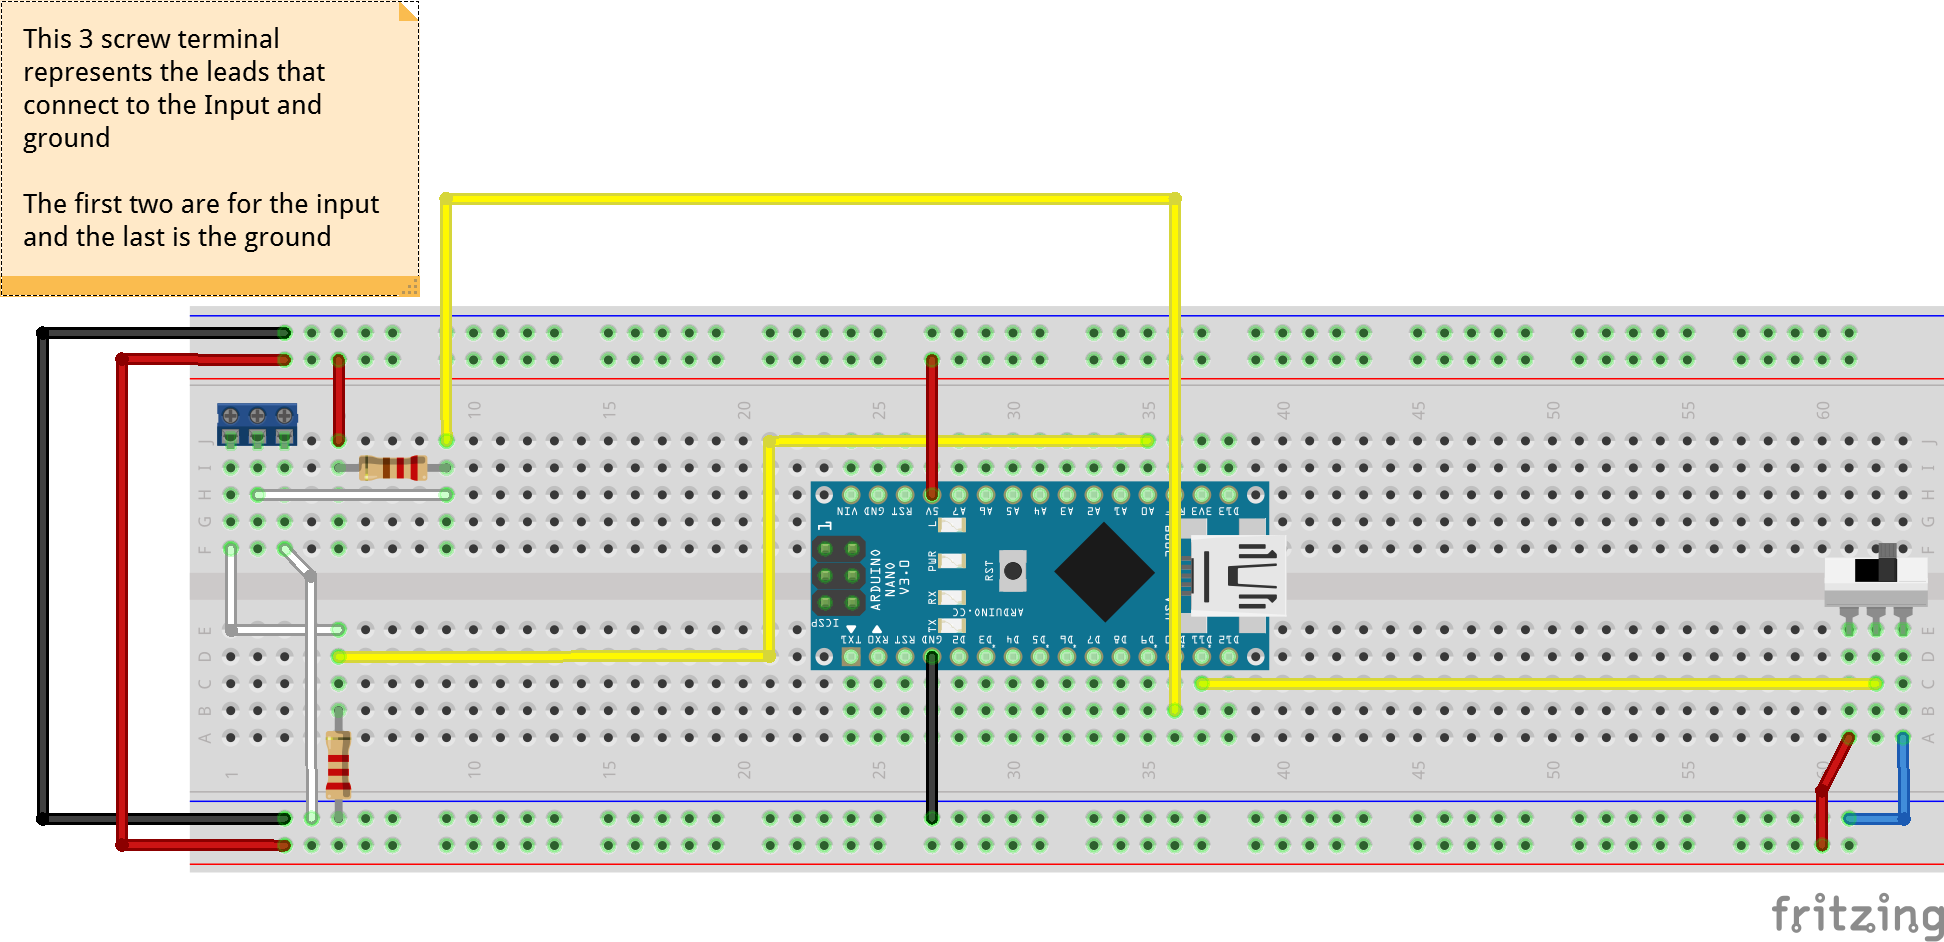 This 3 screw terminal
represents the leads that
connect to the Input and
ground
The first two are for the input
and the last is the ground
10 15 20 25 30 35 40 45 50 55 60
J J
I I
H H
G G
F F
VIN GND RST 5V A7 A6 A5 A4 A3 A2 A1 A0 3V3 D13
1
L
PWR
RX
TX
RST
ARDUINO
NANO
V3.0
ARDUINO.CC
USB
ICSP
TX1 RX0 RST GND D2 D3 D4 D5 D6 D7 D8 D9 D11 D12
E E
D D
C C
B B
A A
1 10 15 20 25 30 35 40 45 50 55
fritzing